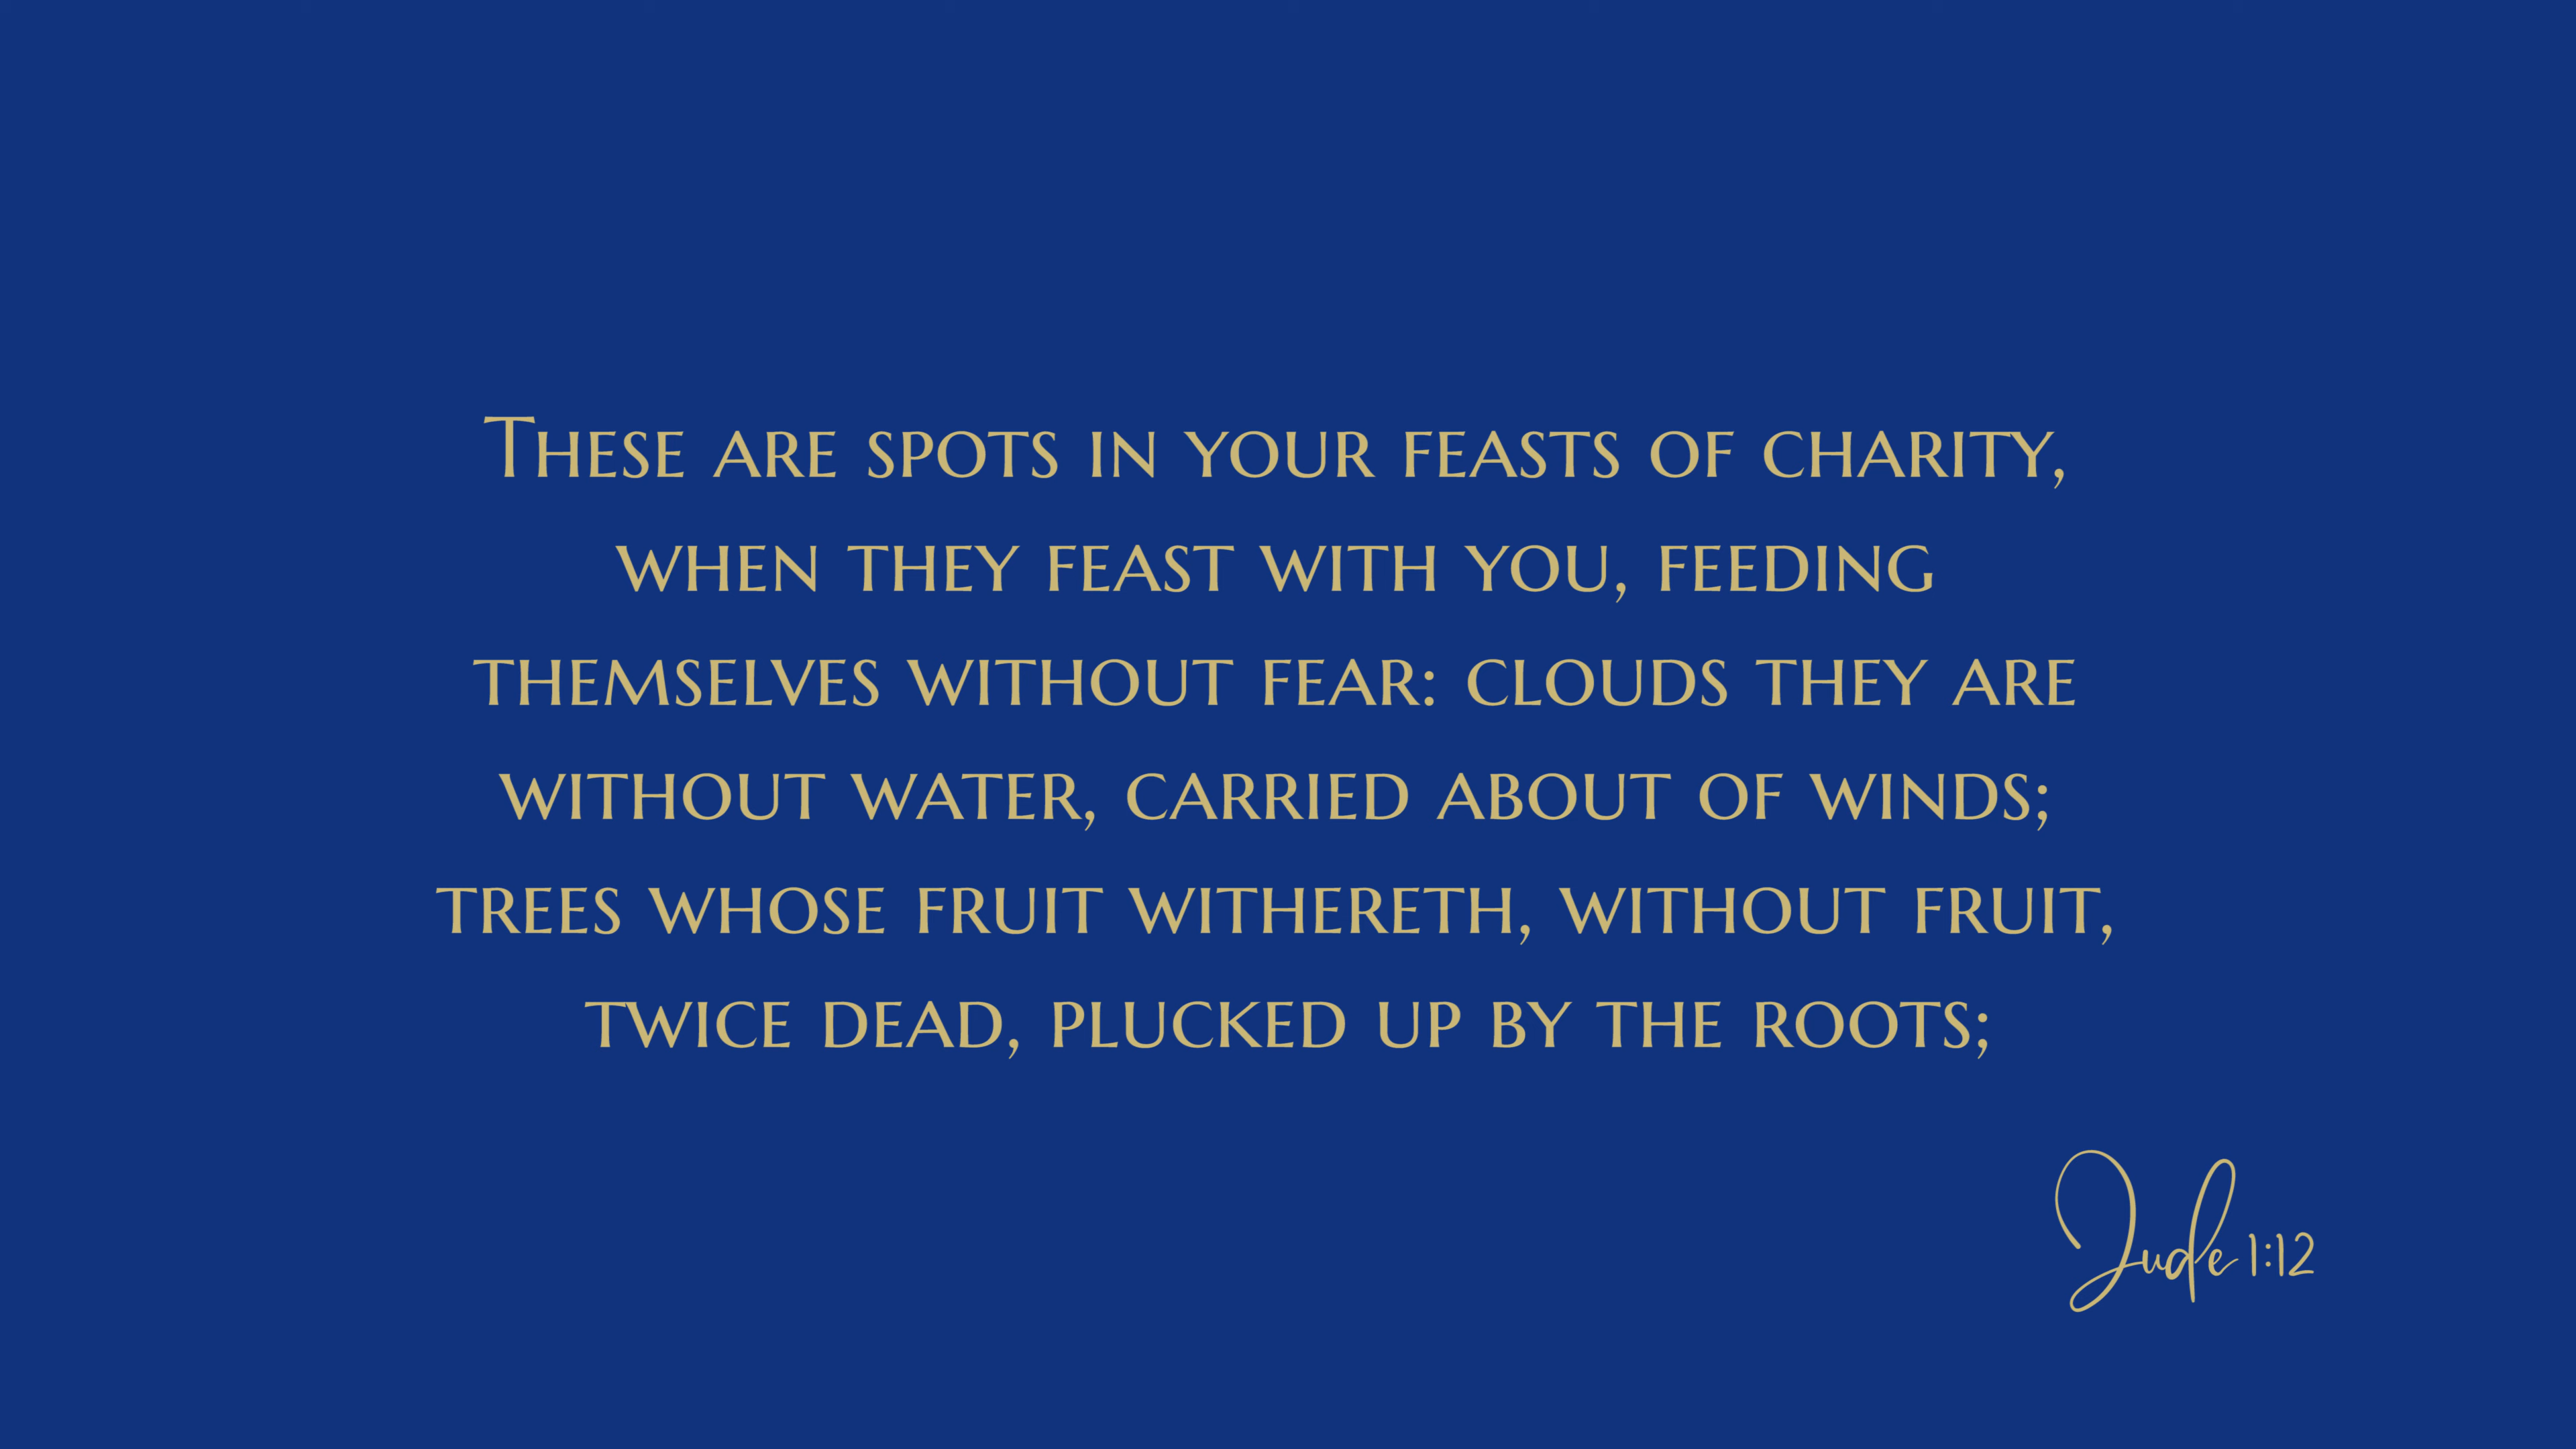 These are spots in your feasts of charity,
when they feast with you, feeding
themselves without fear: clouds they are
without water, carried about of winds;
trees whose fruit withereth, without fruit,
twice dead, plucked up by the roots;
Jude 1:12